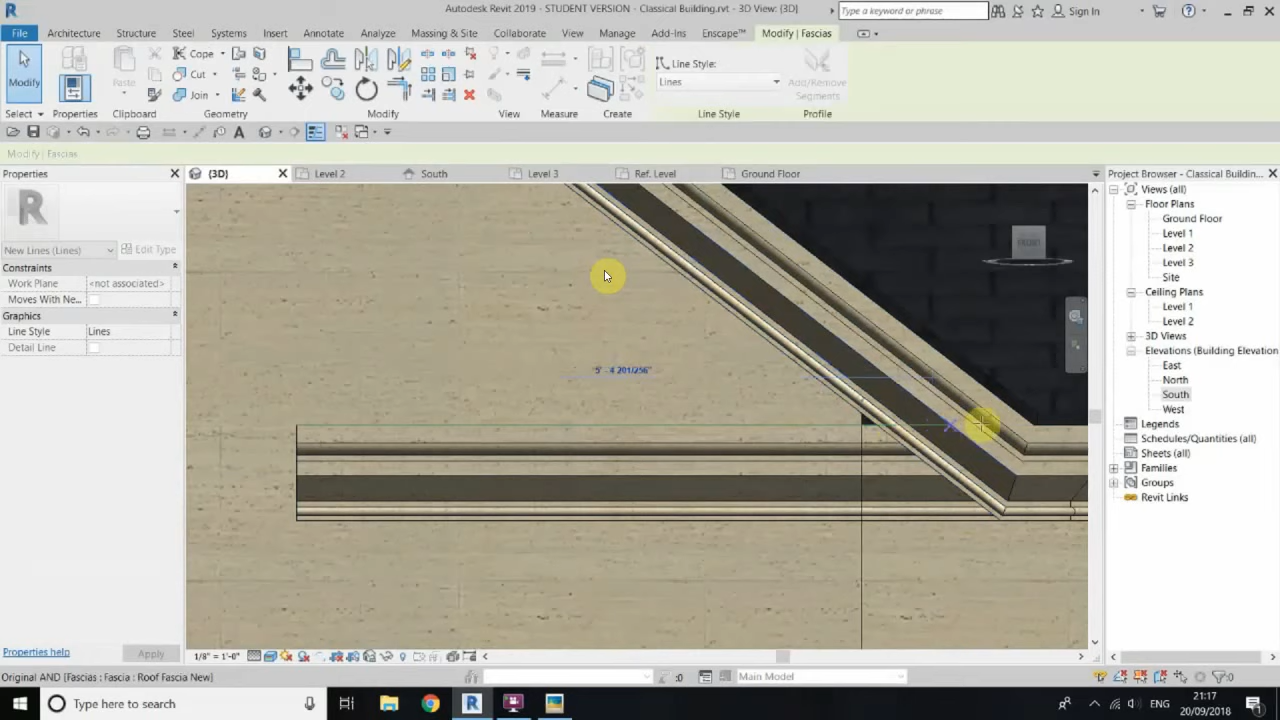 Autodesk Revit 2019 - STUDENT VERSION - Classical Building.rvt - 3D View: {3D}
Type a keyword or phrase
Sign In
File Architecture Structure Steel Systems Insert Annotate Analyze Massing & Site Collaborate View Manage Add-Ins Enscape™ Modify | Fascias
Modify
Paste
Cope
Cut
Join
Line Style:
Lines
Add/Remove
Segments
Select Properties Clipboard Geometry Modify View Measure Create Line Style Profile
Modify | Fascias
Properties
{3D} Level 2 South Level 3 Ref. Level Ground Floor
Project Browser - Classical Buildin...
New Lines (Lines)
Edit Type
Constraints
Work Plane <not associated>
Moves With Ne...
Graphics
Line Style Lines
Detail Line
Properties help
Apply
FRONT
5' - 4 201/256"
Views (all)
Floor Plans
Ground Floor
Level 1
Level 2
Level 3
Site
Ceiling Plans
Level 1
Level 2
3D Views
Elevations (Building Elevation
East
North
South
West
Legends
Schedules/Quantities (all)
Sheets (all)
Families
Groups
Revit Links
1/8" = 1'-0"
Original AND (Fascias : Fascia : Roof Fascia New)
:0
Main Model
:0
Type here to search
ENG
21:17
20/09/2018
1